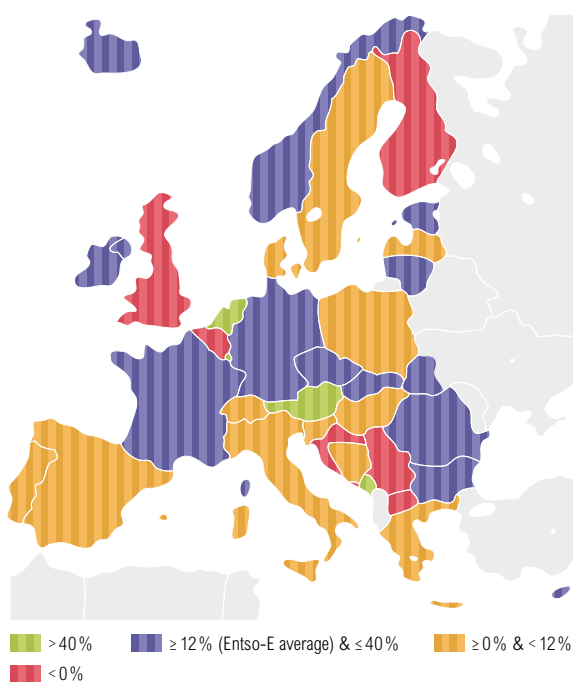 > 40 % ≥ 12 % (Entso-E average) & ≤ 40 % ≥ 0 % & < 12 %
< 0 %